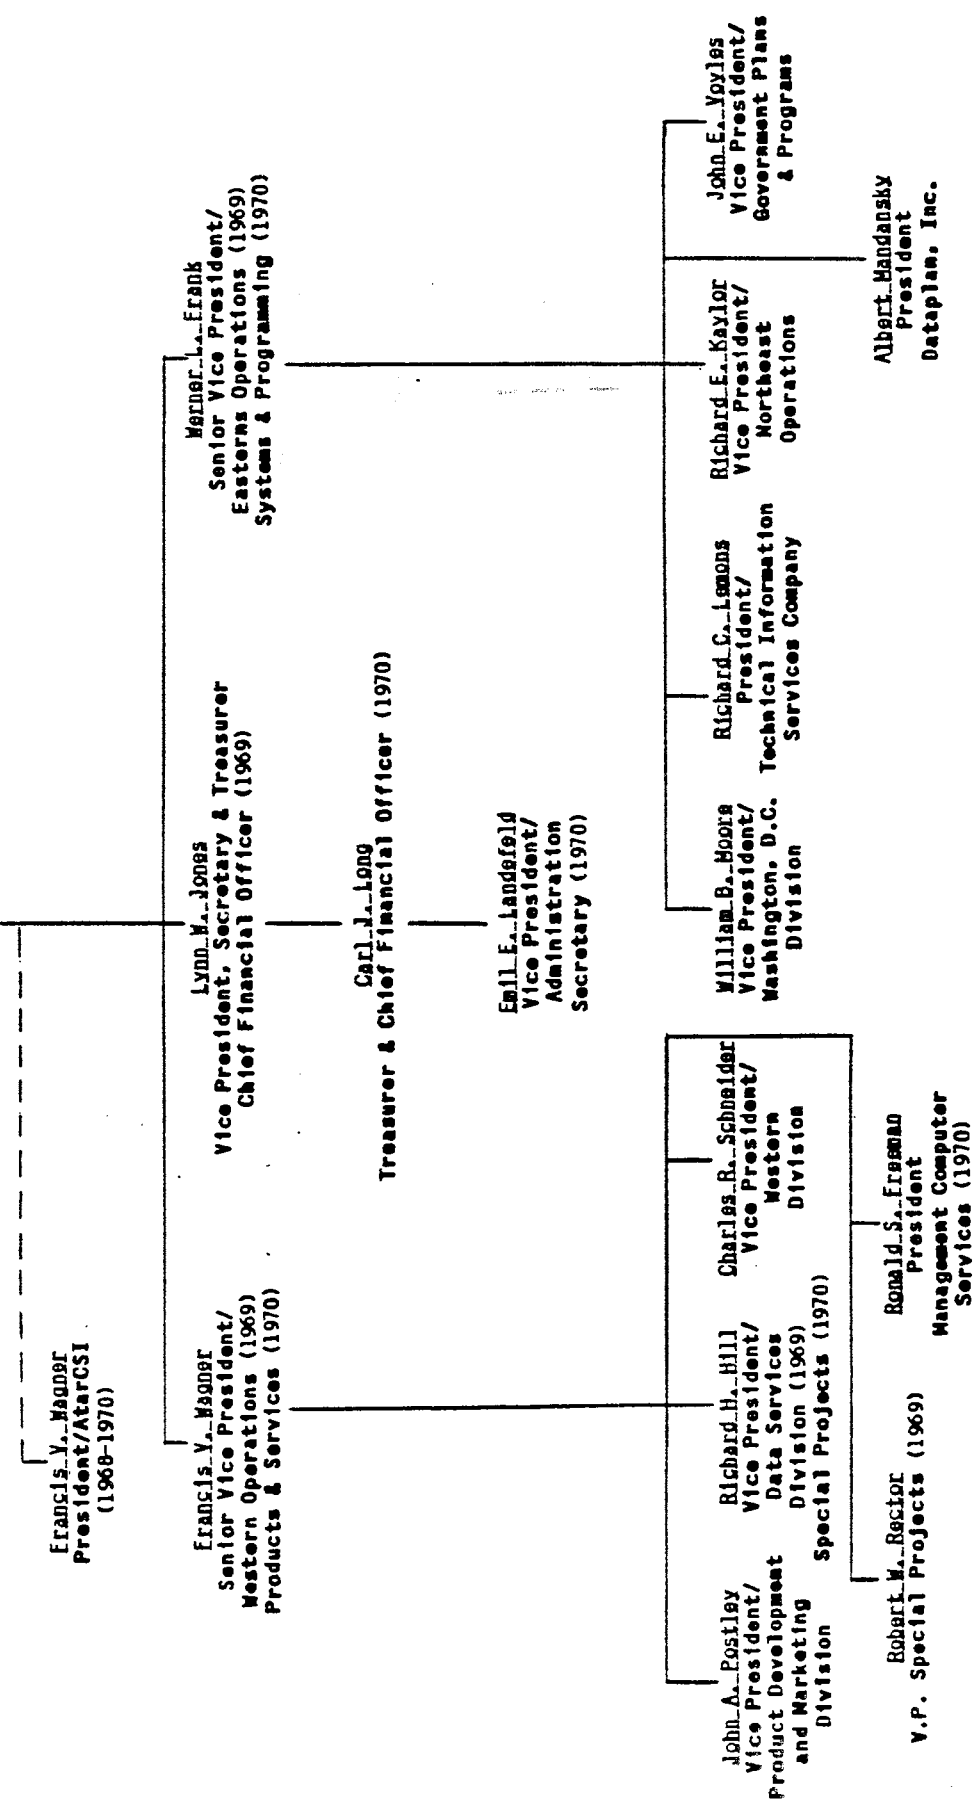 Francis V. Wagner
President/AtarCSI
(1968-1970)
Francis V. Wagner
Senior Vice President/
Western Operations (1969)
Products & Services (1970)
Lynn W. Jones
Vice President, Secretary & Treasurer
Chief Financial Officer (1969)
Werner L. Frank
Senior Vice President/
Easterns Operations (1969)
Systems & Programming (1970)
Carl J. Long
Treasurer & Chief Financial Officer (1970)
Emil E. Landefeld
Vice President/
Administration
Secretary (1970)
John A. Postley
Vice President/
Product Development
and Marketing
Division
Richard H. Hill
Vice President/
Data Services
Division (1969)
Special Projects (1970)
Charles R. Schneider
Vice President/
Western
Division
William B. Moore
Vice President/
Washington, D.C.
Division
Richard C. Lemons
President/
Technical Information
Services Company
Richard E. Kaylor
Vice President/
Northeast
Operations
John E. Voyles
Vice President/
Government Plans
& Programs
Robert W. Rector
V.P. Special Projects (1969)
Ronald S. Freeman
President
Management Computer
Services (1970)
Albert Mandansky
President
Dataplan, Inc.